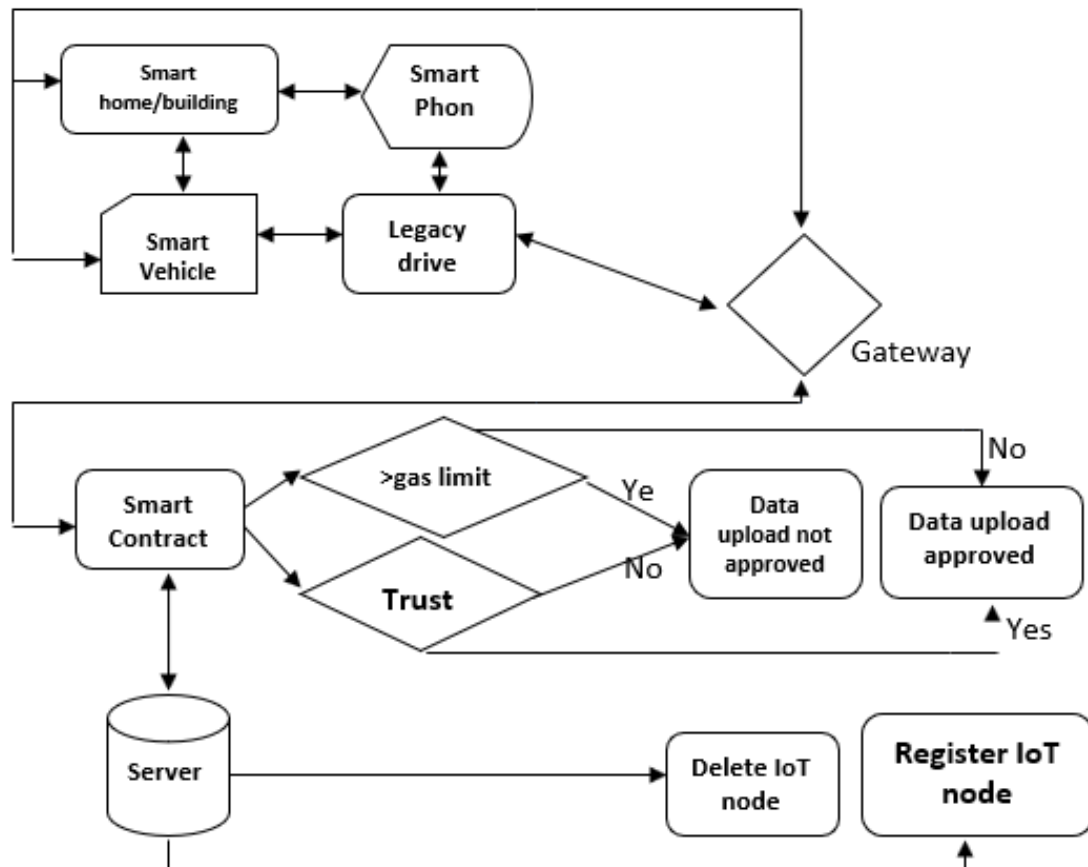 Smart
home/building
Smart
Phon
Smart
Vehicle
Legacy
drive
Gateway
Smart
Contract
>gas limit
Ye
No
Data
upload not
approved
No
Data upload
approved
Trust
Yes
Server
Delete IoT
node
Register IoT
node